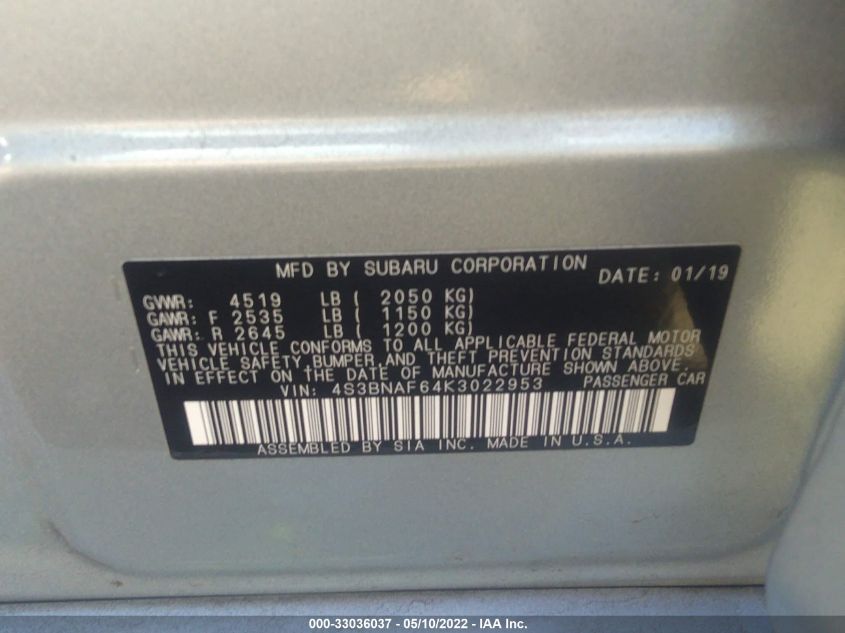 MFD BY SUBARU CORPORATION DATE: 01/19
GVWR: 4519 LB ( 2050 KG)
GAWR: F 2535 LB ( 1150 KG)
GAWR: R 2645 LB ( 1200 KG)
THIS VEHICLE CONFORMS TO ALL APPLICABLE FEDERAL MOTOR
VEHICLE SAFETY,BUMPER,AND THEFT PREVENTION STANDARDS
IN EFFECT ON THE DATE OF MANUFACTURE SHOWN ABOVE.
VIN: 4S3BNAF64K3022953 PASSENGER CAR
ASSEMBLED BY SIA INC. MADE IN U.S.A.
000-33036037 - 05/10/2022 - IAA Inc.